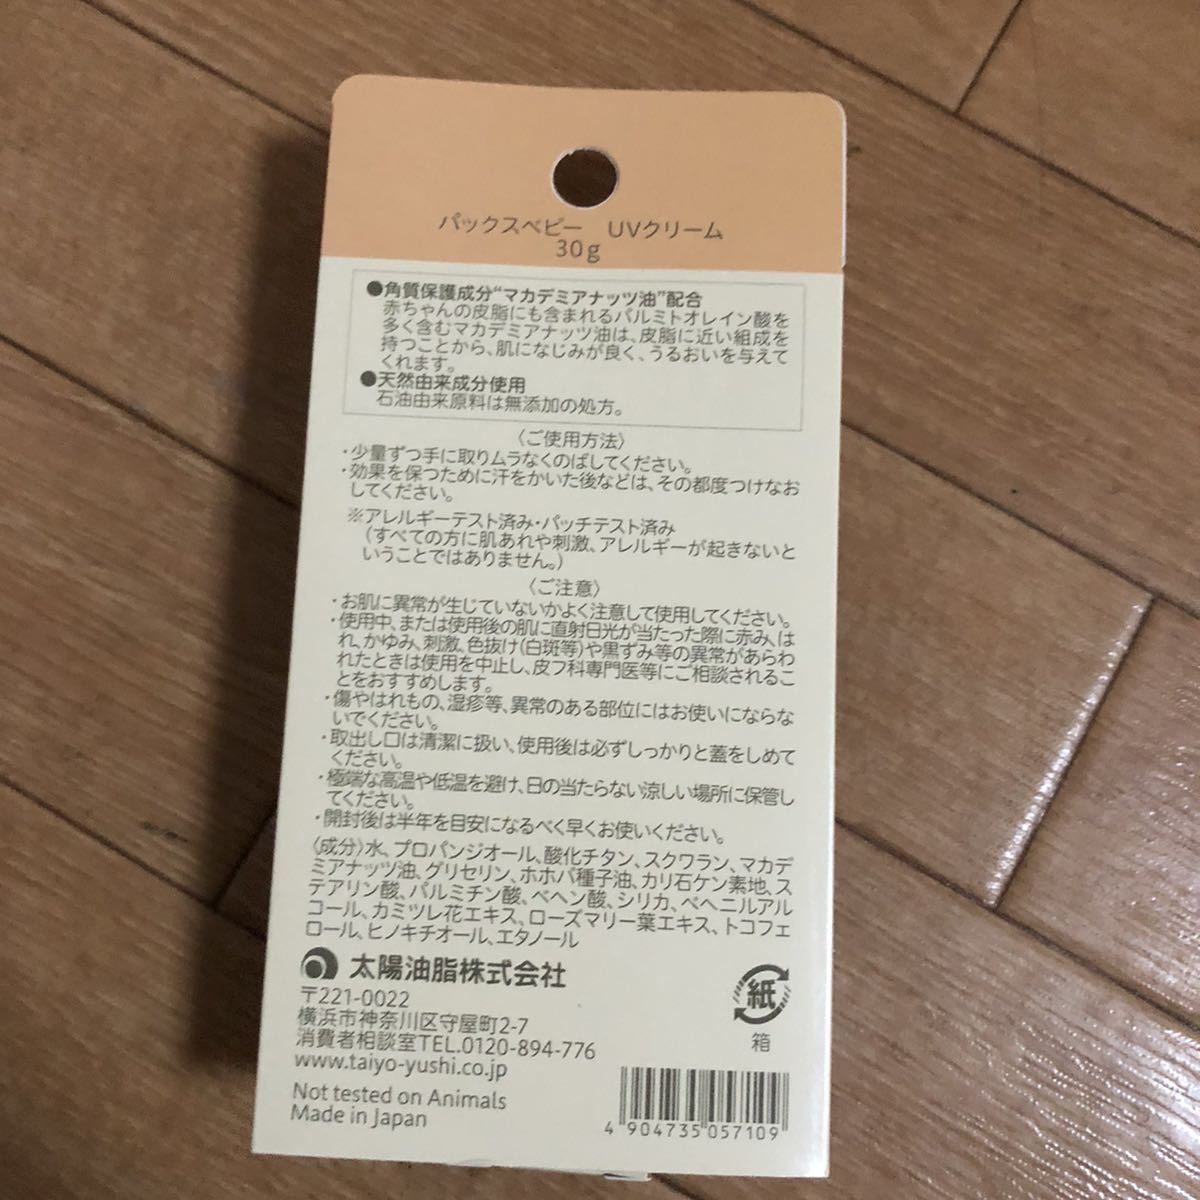 パックスベビー　UVクリーム
30g
●角質保護成分“マカデミアナッツ油”配合
赤ちゃんの皮脂にも含まれるパルミトオレイン酸を
多く含むマカデミアナッツ油は、皮脂に近い組成を
持つことから、肌になじみが良く、うるおいを与えて
くれます。
●天然由来成分使用
石油由来原料は無添加の処方。
〈ご使用方法〉
・少量ずつ手に取りムラなくのばしてください。
・効果を保つために汗をかいた後などは、その都度つけなお
してください。
※アレルギーテスト済み・パッチテスト済み
（すべての方に肌あれや刺激、アレルギーが起きないと
いうことではありません。）
〈ご注意〉
・お肌に異常が生じていないかよく注意して使用してください。
・使用中、または使用後の肌に直射日光が当たった際に赤み、は
れ、かゆみ、刺激、色抜け（白斑等）や黒ずみ等の異常があらわ
れたときは使用を中止し、皮フ科専門医等にご相談されるこ
とをおすすめします。
・傷やはれもの、湿疹等、異常のある部位にはお使いにならな
いでください。
・取出し口は清潔に扱い、使用後は必ずしっかりと蓋をしめて
ください。
・極端な高温や低温を避け、日の当たらない涼しい場所に保管し
てください。
・開封後は半年を目安になるべく早くお使いください。
〈成分〉水、プロパンジオール、酸化チタン、スクワラン、マカデ
ミアナッツ油、グリセリン、ホホバ種子油、カリ石ケン素地、ス
テアリン酸、パルミチン酸、ベヘン酸、シリカ、ベヘニルアル
コール、カミツレ花エキス、ローズマリー葉エキス、トコフェ
ロール、ヒノキチオール、エタノール
太陽油脂株式会社
〒221-0022
横浜市神奈川区守屋町2-7
消費者相談室TEL.0120-894-776
www.taiyo-yushi.co.jp
Not tested on Animals
Made in Japan
紙
箱
4 904735 057109